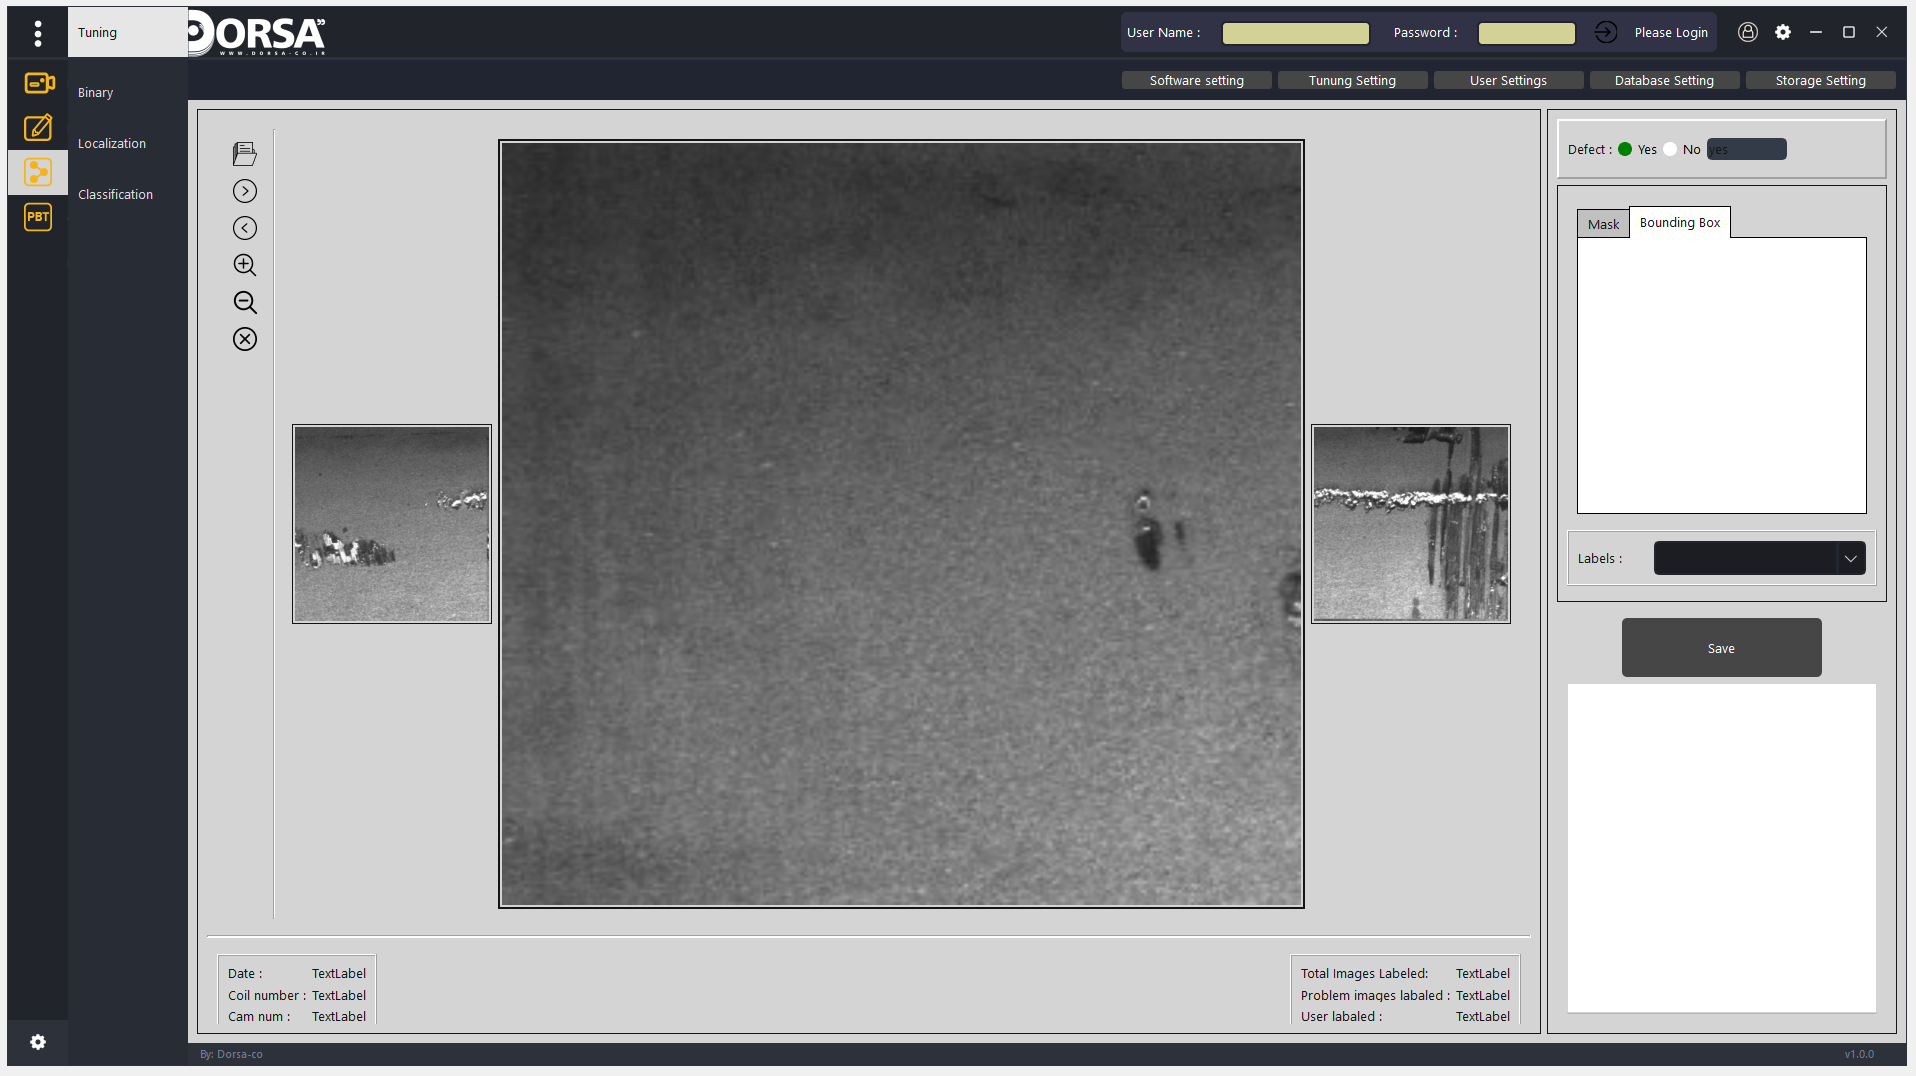 Tuning
DORSA
WWW.DORSA-CO.IR
User Name :
Password :
Please Login
Software setting
Tunung Setting
User Settings
Database Setting
Storage Setting
Binary
Localization
Classification
PBT
Defect :
Yes
No
yes
Mask
Bounding Box
Labels :
Save
Date : TextLabel
Coil number : TextLabel
Cam num : TextLabel
Total Images Labeled: TextLabel
Problem images labaled : TextLabel
User labaled : TextLabel
By: Dorsa-co
v1.0.0